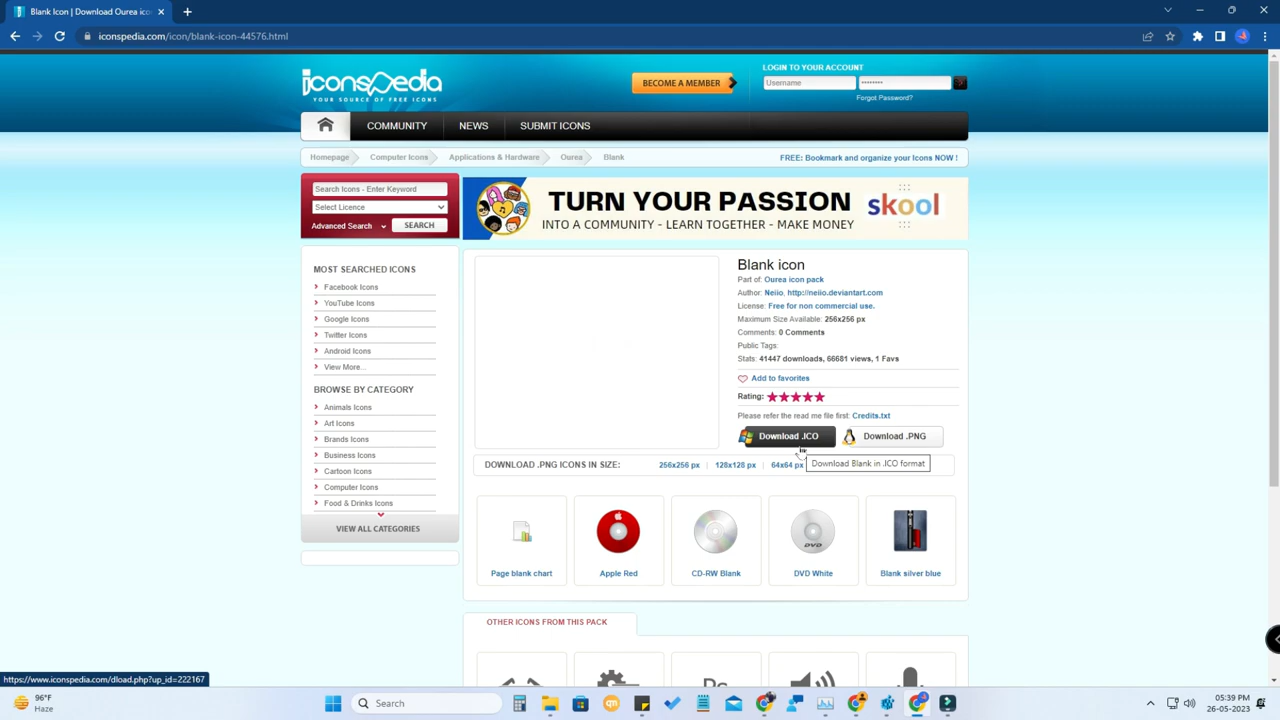 Blank Icon | Download Ourea ico
iconspedia.com/icon/blank-icon-44576.html
iconspedia
YOUR SOURCE OF FREE ICONS
BECOME A MEMBER
LOGIN TO YOUR ACCOUNT
Username
Forgot Password?
COMMUNITY
NEWS
SUBMIT ICONS
Homepage
Computer Icons
Applications & Hardware
Ourea
Blank
FREE: Bookmark and organize your Icons NOW !
Search Icons - Enter Keyword
Select Licence
Advanced Search
SEARCH
TURN YOUR PASSION
INTO A COMMUNITY - LEARN TOGETHER - MAKE MONEY
skool
MOST SEARCHED ICONS
Facebook Icons
YouTube Icons
Google Icons
Twitter Icons
Android Icons
View More...
BROWSE BY CATEGORY
Animals Icons
Art Icons
Brands Icons
Business Icons
Cartoon Icons
Computer Icons
Food & Drinks Icons
VIEW ALL CATEGORIES
Blank icon
Part of: Ourea icon pack
Author: Neiio, http://neiio.deviantart.com
License: Free for non commercial use.
Maximum Size Available: 256x256 px
Comments: 0 Comments
Public Tags:
Stats: 41447 downloads, 66681 views, 1 Favs
Add to favorites
Rating:
Please refer the read me file first: Credits.txt
Download .ICO
Download .PNG
DOWNLOAD .PNG ICONS IN SIZE:
256x256 px | 128x128 px | 64x64 px
Download Blank in .ICO format
Page blank chart
Apple Red
CD-RW Blank
DVD
DVD White
Blank silver blue
OTHER ICONS FROM THIS PACK
Ps
https://www.iconspedia.com/dload.php?up_id=222167
96°F
Haze
Search
qn
05:39 PM
26-05-2023